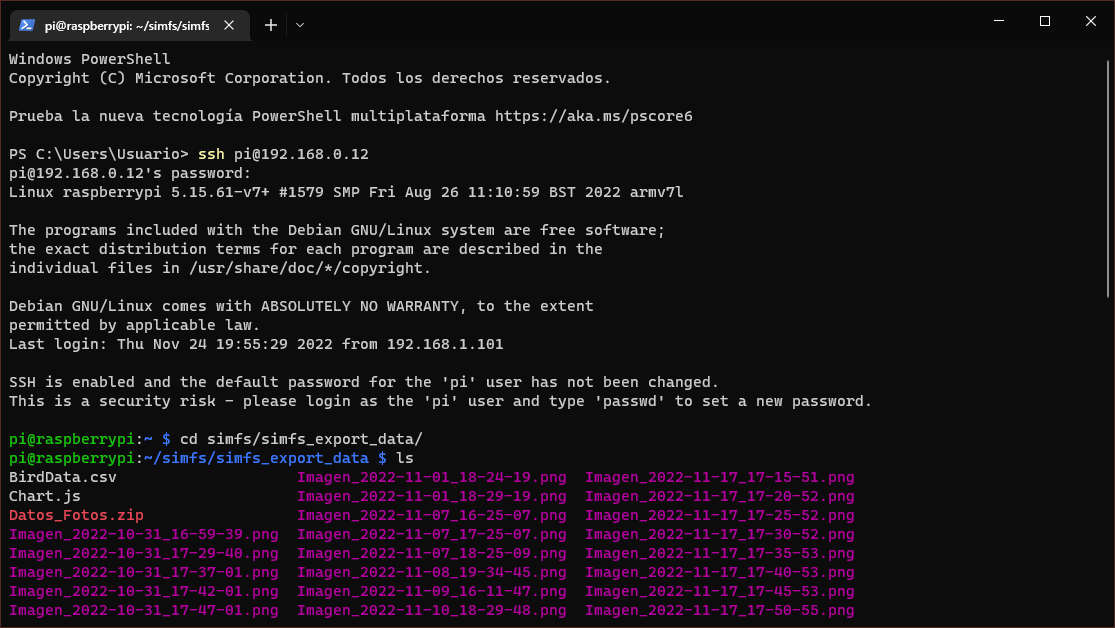 pi@raspberrypi: ~/simfs/simfs
Windows PowerShell
Copyright (C) Microsoft Corporation. Todos los derechos reservados.
Prueba la nueva tecnología PowerShell multiplataforma https://aka.ms/pscore6
PS C:\Users\Usuario> ssh pi@192.168.0.12
pi@192.168.0.12's password:
Linux raspberrypi 5.15.61-v7+ #1579 SMP Fri Aug 26 11:10:59 BST 2022 armv7l
The programs included with the Debian GNU/Linux system are free software;
the exact distribution terms for each program are described in the
individual files in /usr/share/doc/*/copyright.
Debian GNU/Linux comes with ABSOLUTELY NO WARRANTY, to the extent
permitted by applicable law.
Last login: Thu Nov 24 19:55:29 2022 from 192.168.1.101
SSH is enabled and the default password for the 'pi' user has not been changed.
This is a security risk - please login as the 'pi' user and type 'passwd' to set a new password.
pi@raspberrypi:~ $ cd simfs/simfs_export_data/
pi@raspberrypi:~/simfs/simfs_export_data $ ls
BirdData.csv Imagen_2022-11-01_18-24-19.png Imagen_2022-11-17_17-15-51.png
Chart.js Imagen_2022-11-01_18-29-19.png Imagen_2022-11-17_17-20-52.png
Datos_Fotos.zip Imagen_2022-11-07_16-25-07.png Imagen_2022-11-17_17-25-52.png
Imagen_2022-10-31_16-59-39.png Imagen_2022-11-07_17-25-07.png Imagen_2022-11-17_17-30-52.png
Imagen_2022-10-31_17-29-40.png Imagen_2022-11-07_18-25-09.png Imagen_2022-11-17_17-35-53.png
Imagen_2022-10-31_17-37-01.png Imagen_2022-11-08_19-34-45.png Imagen_2022-11-17_17-40-53.png
Imagen_2022-10-31_17-42-01.png Imagen_2022-11-09_16-11-47.png Imagen_2022-11-17_17-45-53.png
Imagen_2022-10-31_17-47-01.png Imagen_2022-11-10_18-29-48.png Imagen_2022-11-17_17-50-55.png